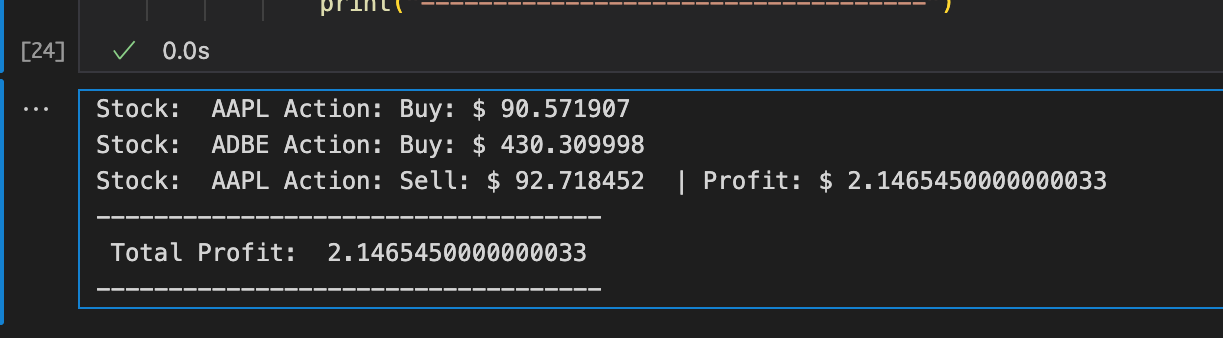 print("-----------------------------------")
[24]
0.0s
...
Stock:  AAPL Action: Buy: $ 90.571907
Stock:  ADBE Action: Buy: $ 430.309998
Stock:  AAPL Action: Sell: $ 92.718452  | Profit: $ 2.1465450000000033
-----------------------------------
Total Profit:  2.1465450000000033
-----------------------------------